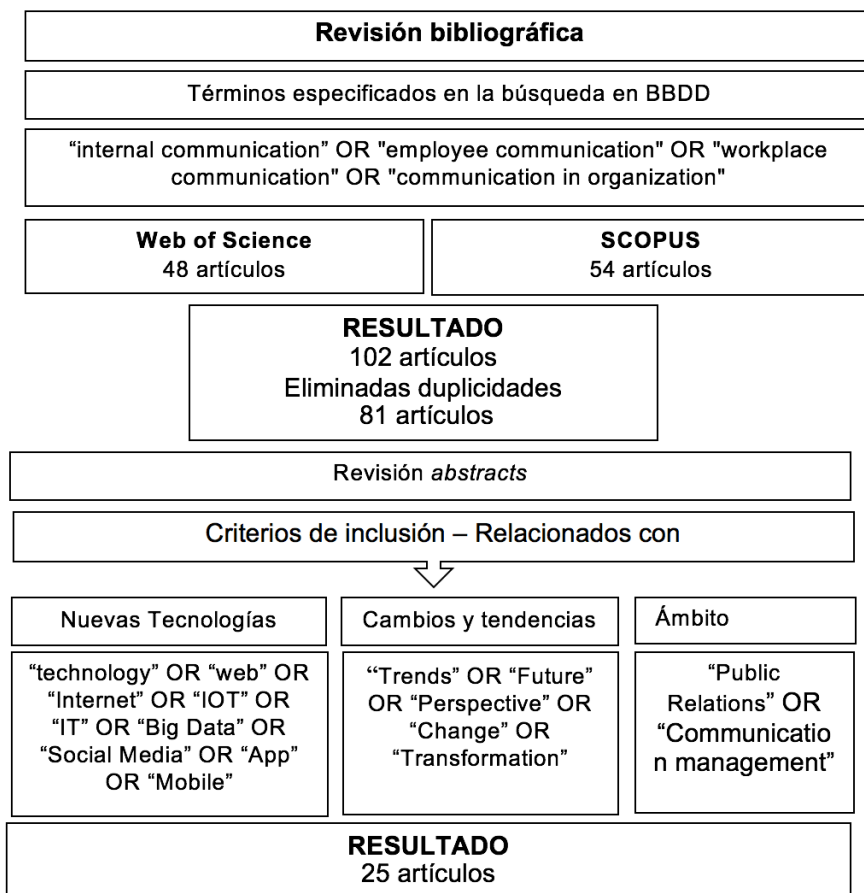 Revisión bibliográfica
Términos especificados en la búsqueda en BBDD
“internal communication” OR "employee communication" OR "workplace
communication" OR "communication in organization"
Web of Science
48 artículos
SCOPUS
54 artículos
RESULTADO
102 artículos
Eliminadas duplicidades
81 artículos
Revisión abstracts
Criterios de inclusión – Relacionados con
Nuevas Tecnologías
“technology” OR “web” OR
“Internet” OR “IOT” OR
“IT” OR “Big Data” OR
“Social Media” OR “App”
OR “Mobile”
Cambios y tendencias
“Trends” OR “Future”
OR “Perspective” OR
“Change” OR
“Transformation”
Ámbito
“Public
Relations” OR
“Communicatio
n management”
RESULTADO
25 artículos